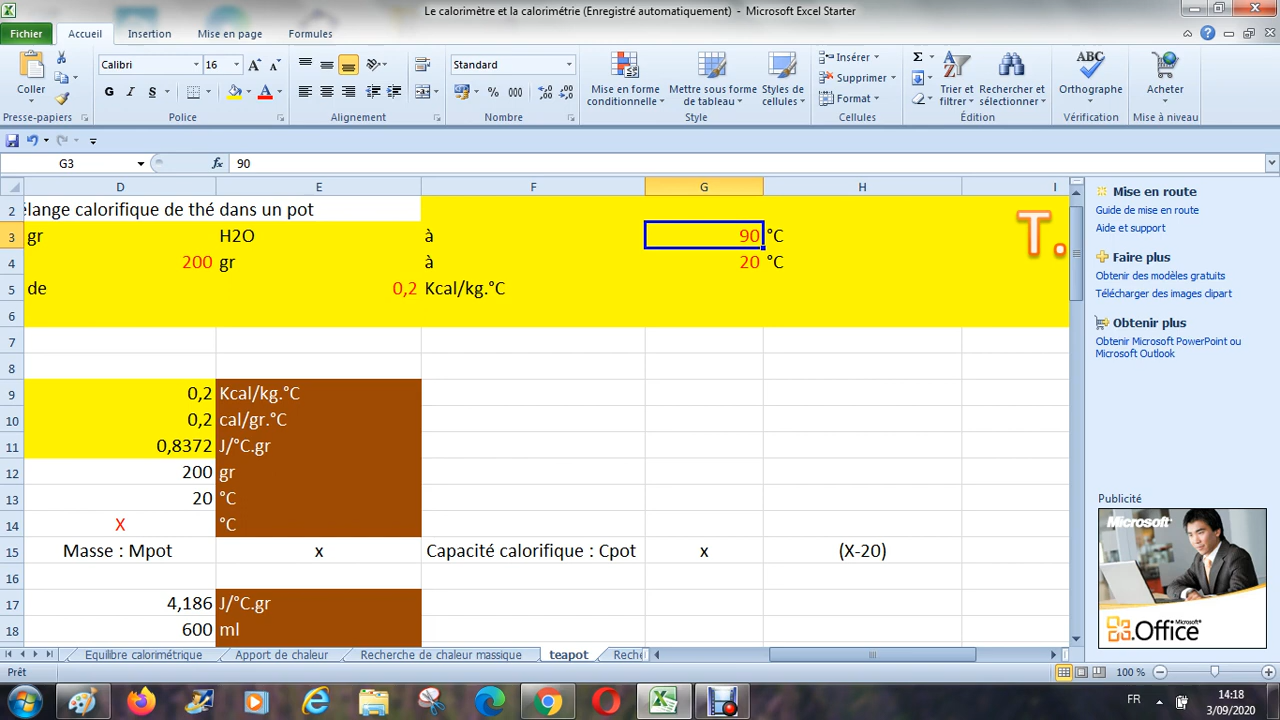 Le calorimètre et la calorimétrie (Enregistré automatiquement) - Microsoft Excel Starter
Fichier Accueil Insertion Mise en page Formules
Coller
Calibri 16
G I S
Standard
% 000
Mise en forme conditionnelle
Mettre sous forme de tableau
Styles de cellules
Insérer
Supprimer
Format
Σ
Trier et filtrer
Rechercher et sélectionner
ABC
Orthographe
Acheter
Presse-papiers Police Alignement Nombre Style Cellules Édition Vérification Mise à niveau
G3 fx 90
D E F G H I
2 élange calorifique de thé dans un pot
3 gr H2O à 90 °C
T.
4 200 gr à 20 °C
5 de 0,2 Kcal/kg.°C
6
7
8
9 0,2 Kcal/kg.°C
10 0,2 cal/gr.°C
11 0,8372 J/°C.gr
12 200 gr
13 20 °C
14 X °C
15 Masse : Mpot x Capacité calorifique : Cpot x (X-20)
16
17 4,186 J/°C.gr
18 600 ml
Mise en route
Guide de mise en route
Aide et support
Faire plus
Obtenir des modèles gratuits
Télécharger des images clipart
Obtenir plus
Obtenir Microsoft PowerPoint ou
Microsoft Outlook
Publicité
Microsoft
Microsoft
Office
Equilibre calorimétrique Apport de chaleur Recherche de chaleur massique teapot Reche
Prêt 100 %
FR 14:18
3/09/2020